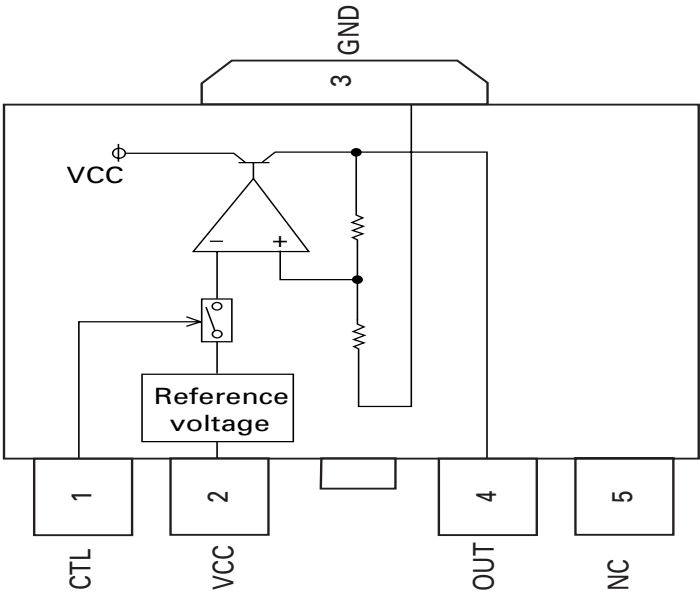 GND
3
VCC
−
+
Reference
voltage
1
2
4
5
CTL
VCC
OUT
NC